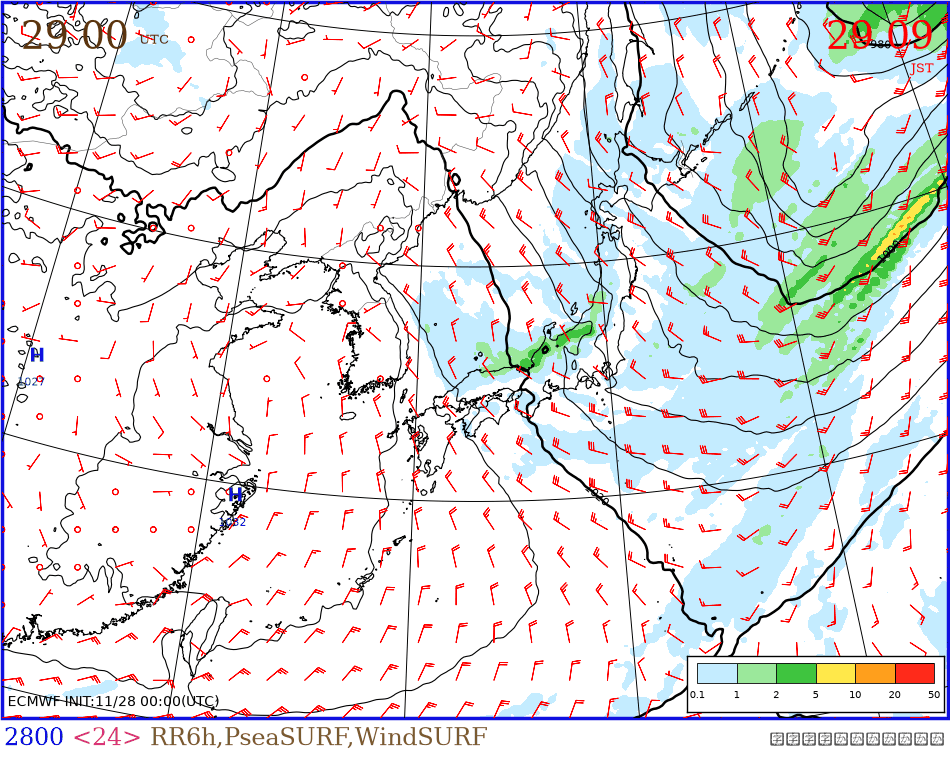 29 00 UTC
29 09
JST
980
1000
H
1027
H
1032
1020
0.1 1 2 5 10 20 50
ECMWF INIT:11/28 00:00(UTC)
2800 <24> RR6h,PseaSURF,WindSURF